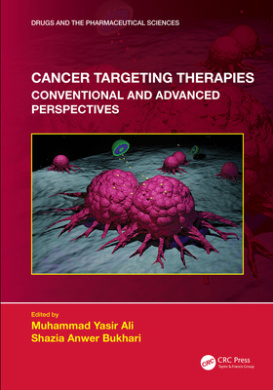 DRUGS AND THE PHARMACEUTICAL SCIENCES
CANCER TARGETING THERAPIES
CONVENTIONAL AND ADVANCED
PERSPECTIVES
Edited by
Muhammad Yasir Ali
Shazia Anwer Bukhari
CRC
CRC Press
Taylor & Francis Group